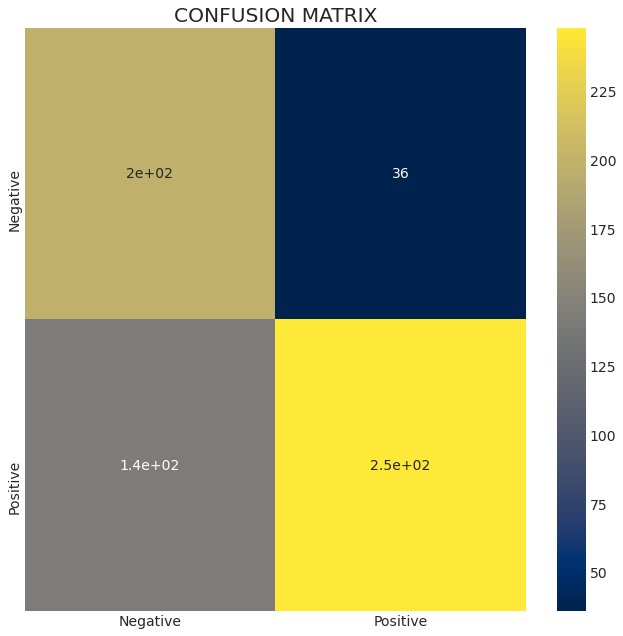 CONFUSION MATRIX
Negative
2e+02
36
Positive
1.4e+02
2.5e+02
Negative
Positive
225
200
175
150
125
100
75
50